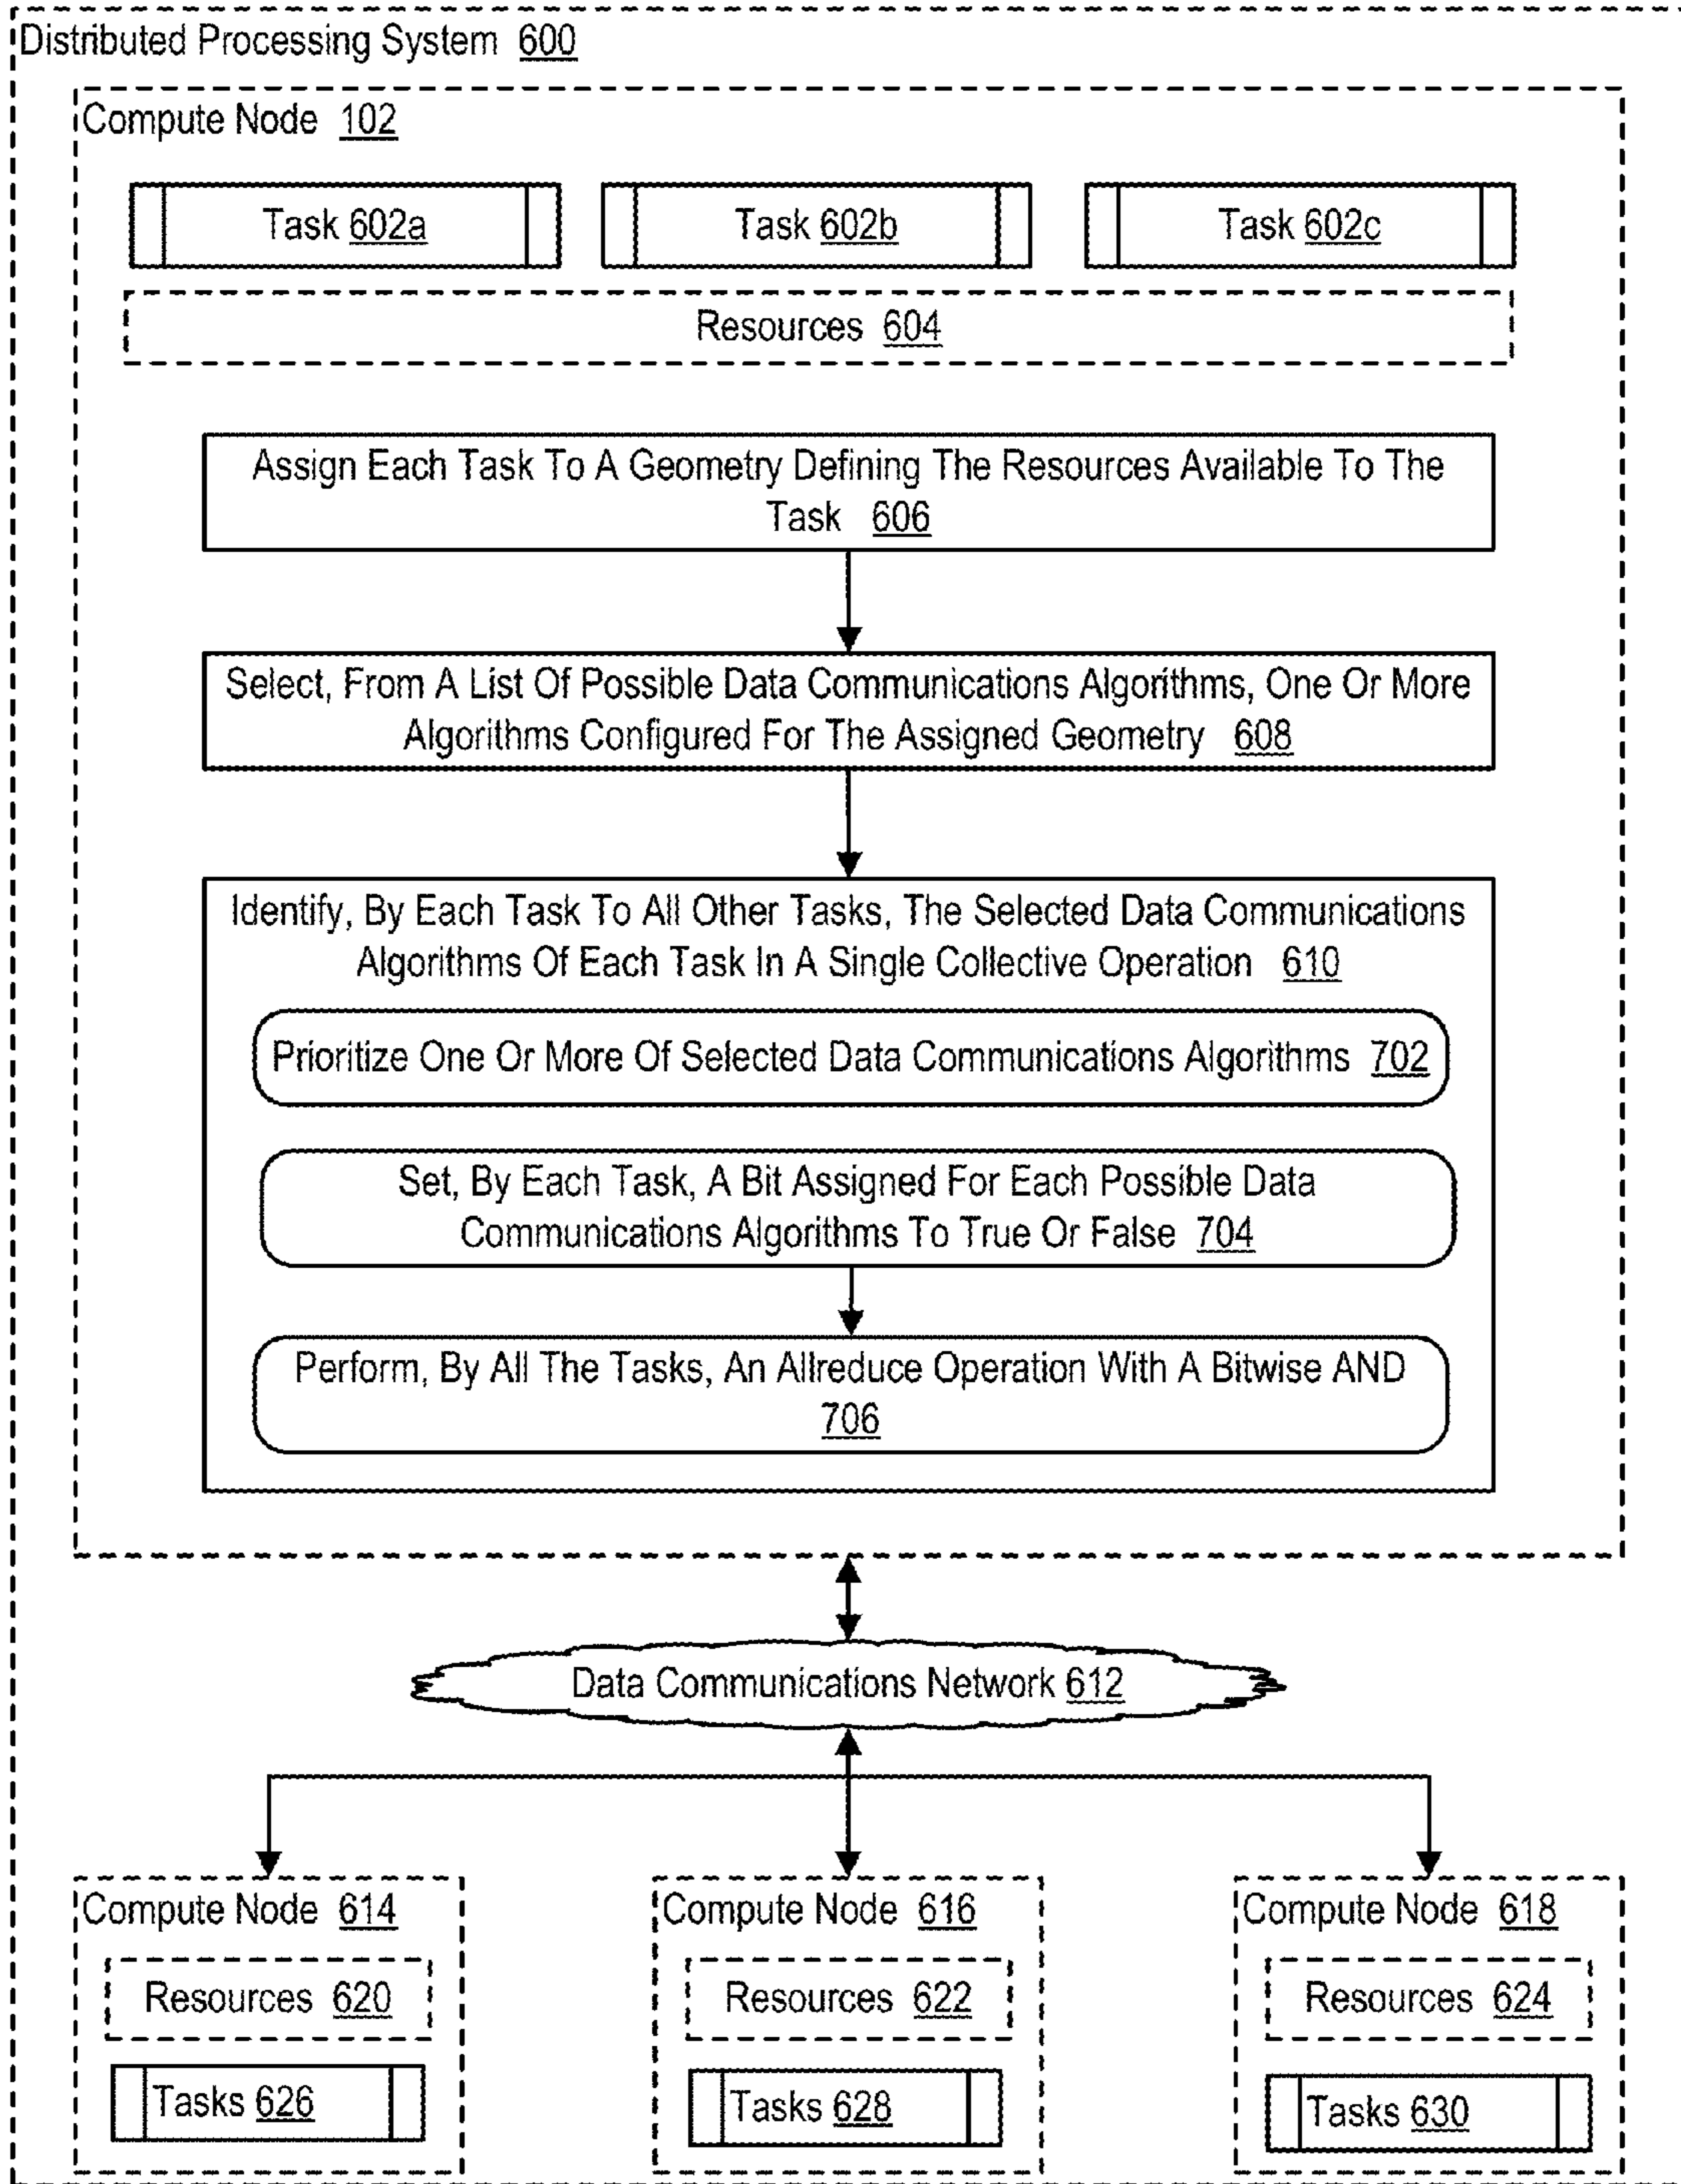 Distributed Processing System 600
Compute Node 102
Task 602a
Task 602b
Task 602c
Resources 604
Assign Each Task To A Geometry Defining The Resources Available To The
Task 606
Select, From A List Of Possible Data Communications Algorithms, One Or More
Algorithms Configured For The Assigned Geometry 608
Identify, By Each Task To All Other Tasks, The Selected Data Communications
Algorithms Of Each Task In A Single Collective Operation 610
Prioritize One Or More Of Selected Data Communications Algorithms 702
Set, By Each Task, A Bit Assigned For Each Possible Data
Communications Algorithms To True Or False 704
Perform, By All The Tasks, An Allreduce Operation With A Bitwise AND
706
Data Communications Network 612
Compute Node 614
Resources 620
Tasks 626
Compute Node 616
Resources 622
Tasks 628
Compute Node 618
Resources 624
Tasks 630